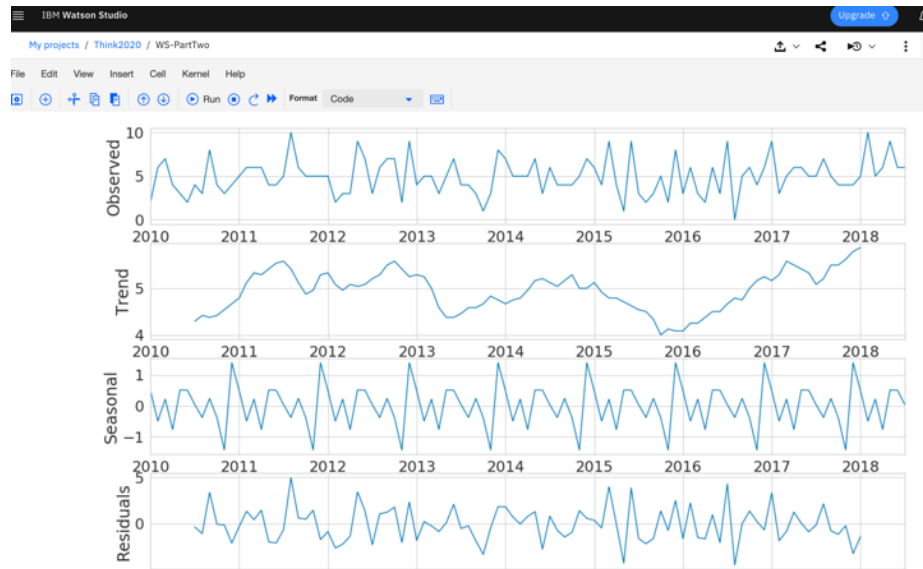 IBM Watson Studio
Upgrade
My projects / Think2020 / WS-PartTwo
File Edit View Insert Cell Kernel Help
Run Format Code
Observed
10
5
0
2010 2011 2012 2013 2014 2015 2016 2017 2018
Trend
5
4
2010 2011 2012 2013 2014 2015 2016 2017 2018
Seasonal
1
0
−1
2010 2011 2012 2013 2014 2015 2016 2017 2018
Residuals
5
0